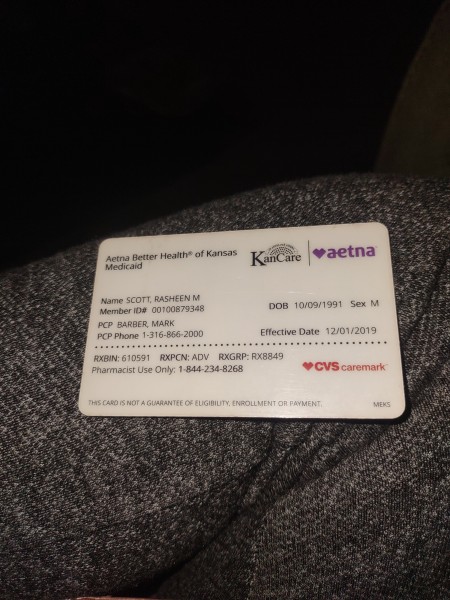 Aetna Better Health® of Kansas
Medicaid
KanCare
aetna
Name SCOTT, RASHEEN M
Member ID# 00100879348
DOB 10/09/1991 Sex M
PCP BARBER, MARK
PCP Phone 1-316-866-2000
Effective Date 12/01/2019
RXBIN: 610591 RXPCN: ADV RXGRP: RX8849
Pharmacist Use Only: 1-844-234-8268
CVS caremark
THIS CARD IS NOT A GUARANTEE OF ELIGIBILITY, ENROLLMENT OR PAYMENT.
MEKS